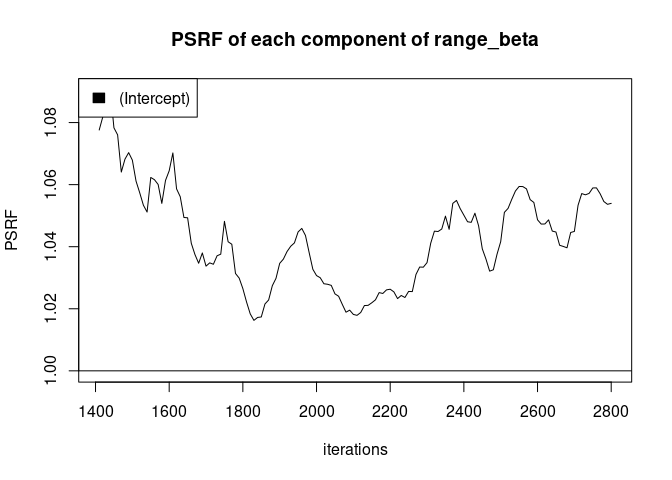 PSRF of each component of range_beta
(Intercept)
PSRF
1.08
1.06
1.04
1.02
1.00
1400 1600 1800 2000 2200 2400 2600 2800
iterations